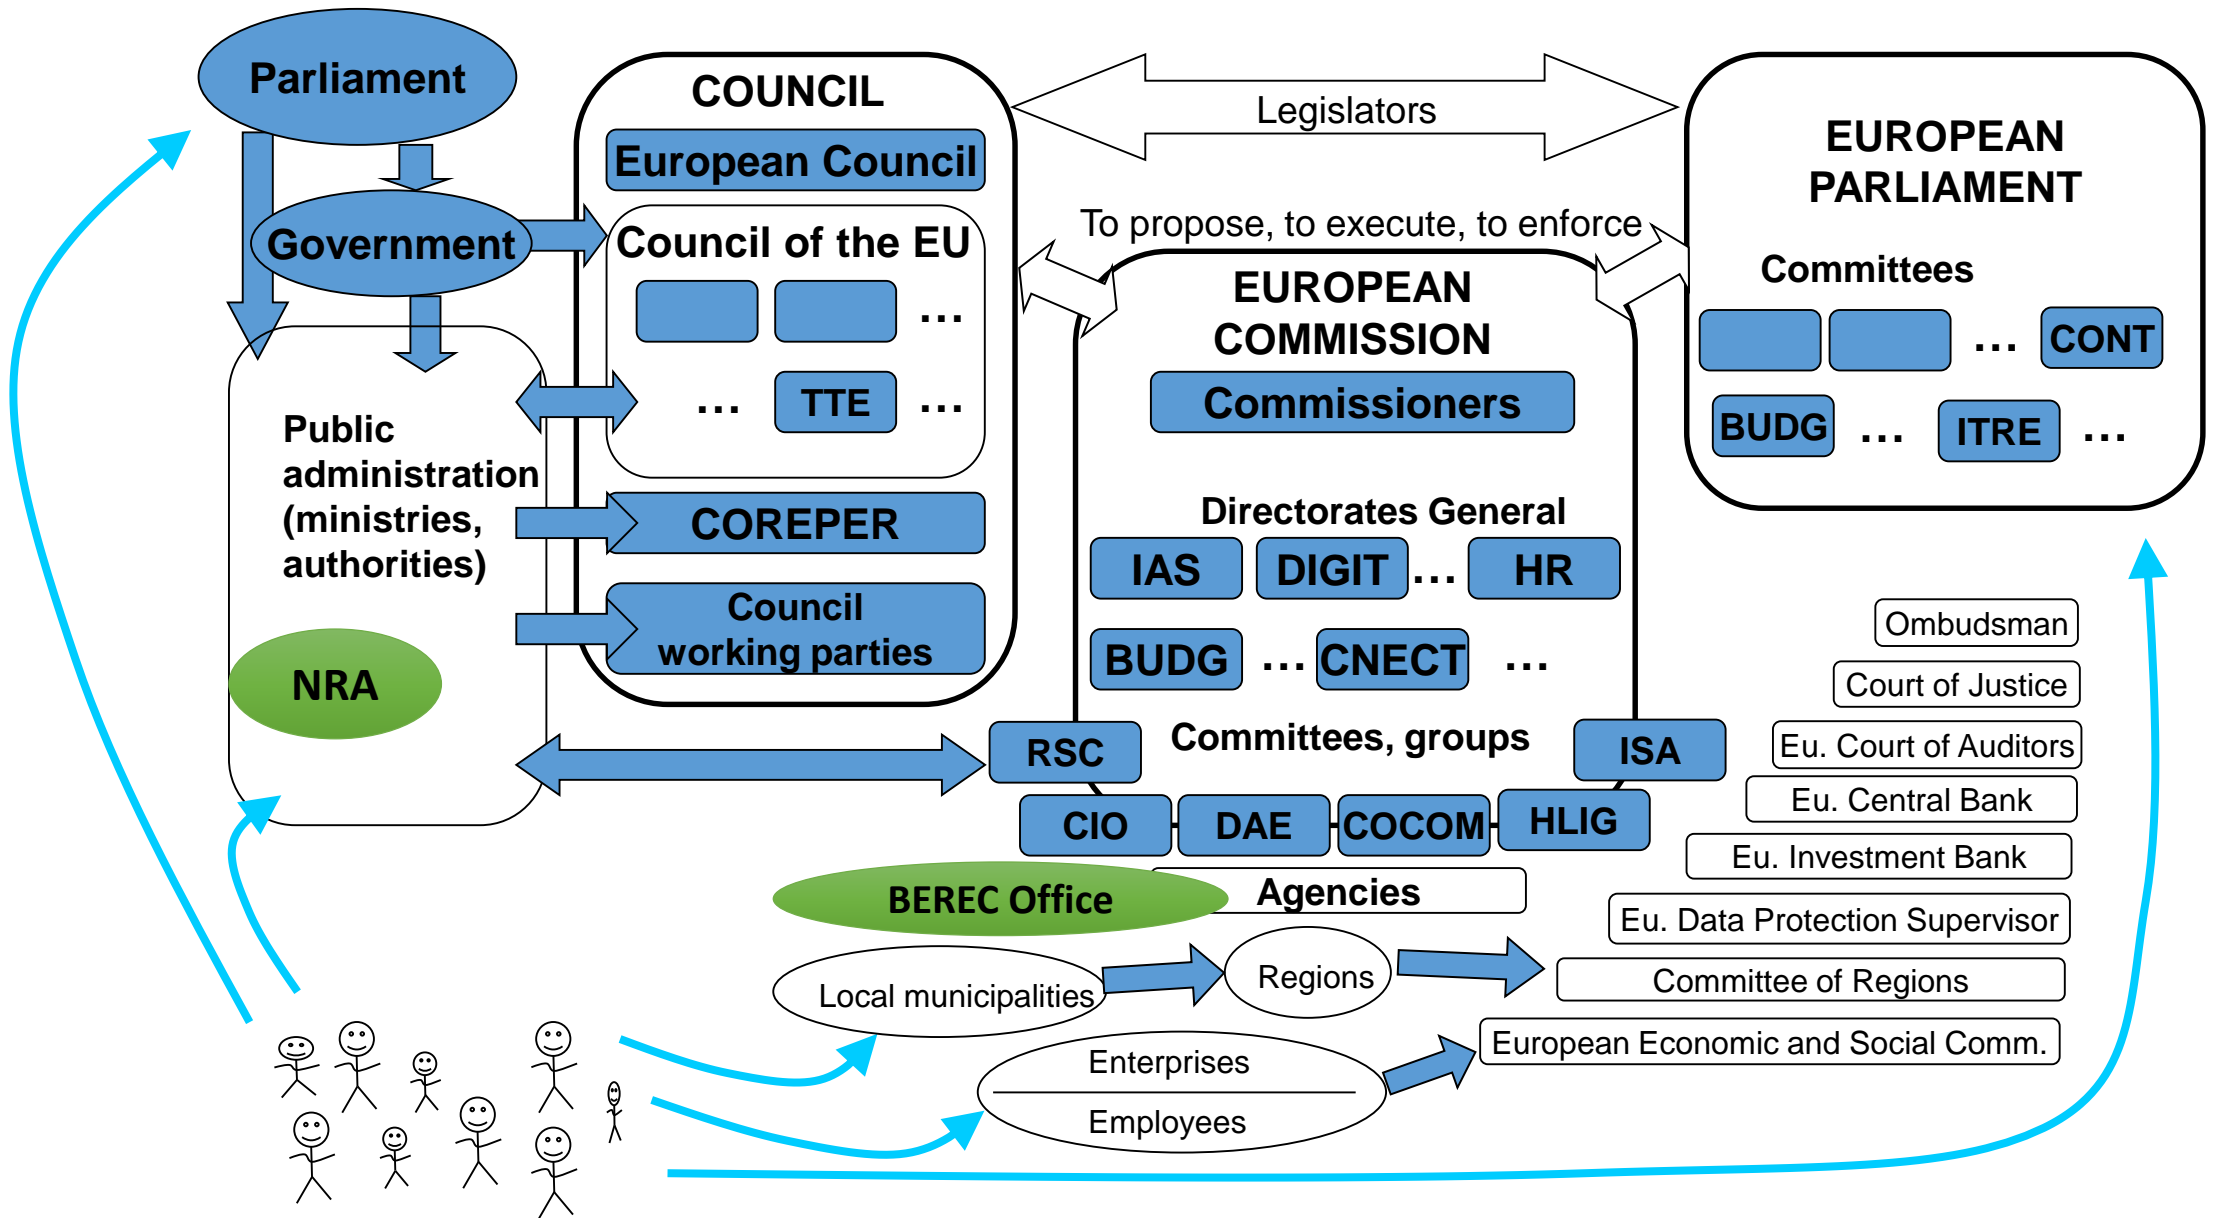 Parliament
Government
Public
administration
(ministries,
authorities)
NRA
COUNCIL
European Council
Council of the EU
...
... TTE ...
COREPER
Council
working parties
Legislators
To propose, to execute, to enforce
EUROPEAN
COMMISSION
Commissioners
Directorates General
IAS DIGIT ... HR
BUDG ... CNECT ...
Committees, groups
RSC
ISA
CIO DAE COCOM HLIG
BEREC Office
Agencies
EUROPEAN
PARLIAMENT
Committees
... CONT
BUDG ... ITRE ...
Ombudsman
Court of Justice
Eu. Court of Auditors
Eu. Central Bank
Eu. Investment Bank
Eu. Data Protection Supervisor
Committee of Regions
European Economic and Social Comm.
Local municipalities
Regions
Enterprises
Employees